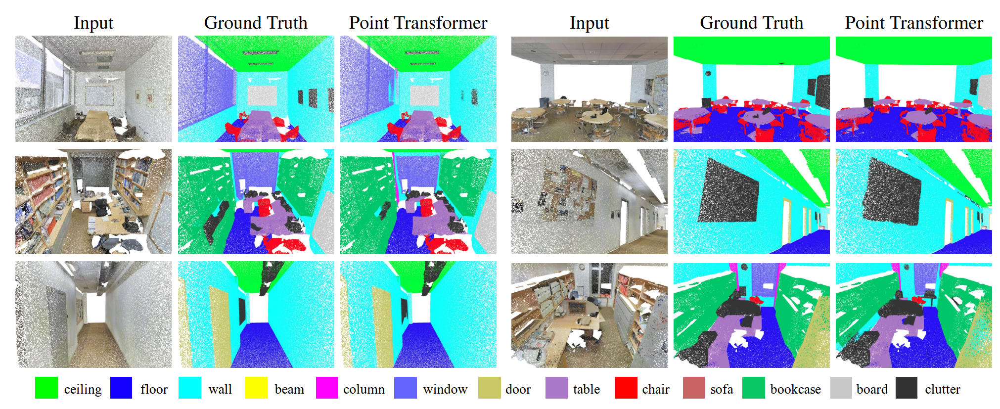 Input Ground Truth Point Transformer Input Ground Truth Point Transformer
ceiling floor wall beam column window door table chair sofa bookcase board clutter